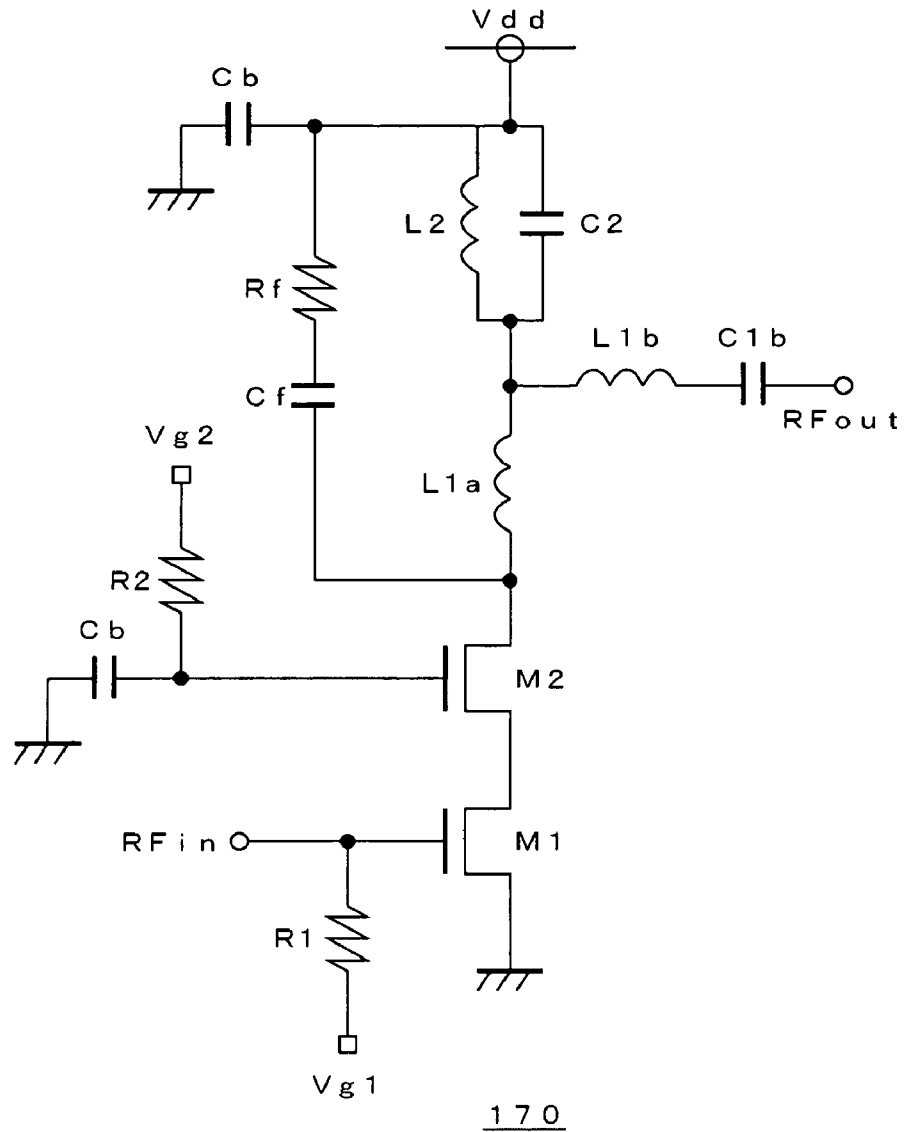 Vdd
Cb
L2
C2
Rf
L1b
C1b
Cf
RFout
Vg2
L1a
R2
Cb
M2
RFin
M1
R1
Vg1
170